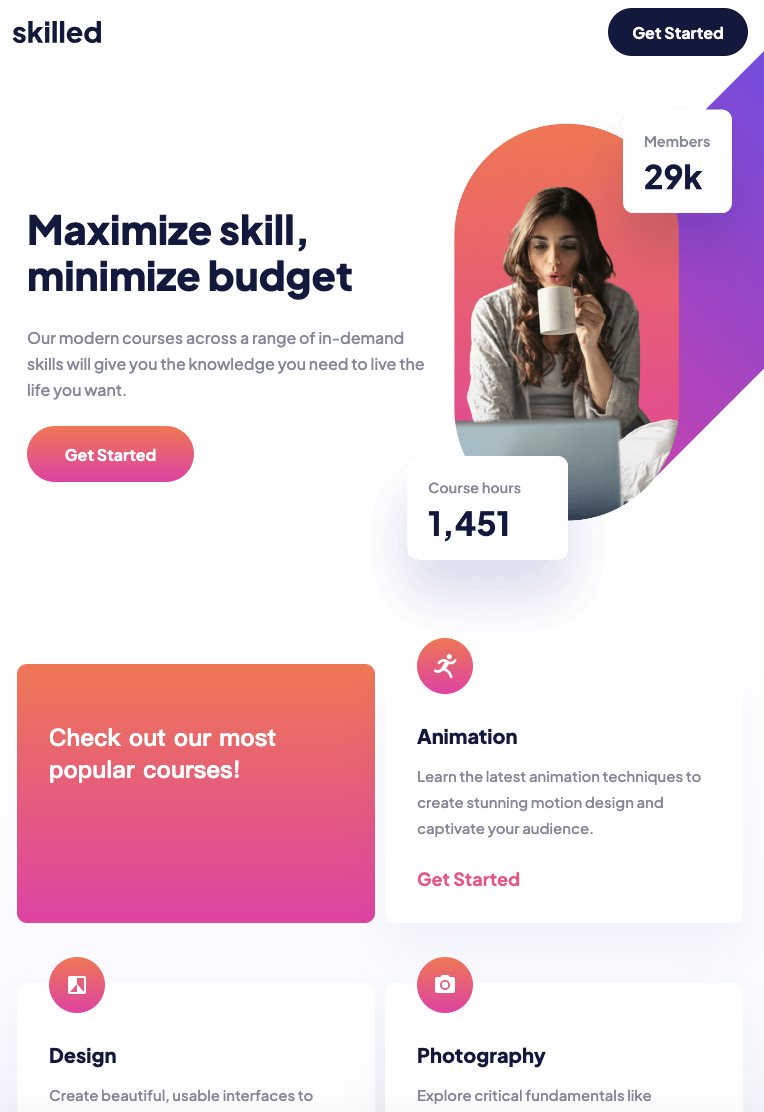 skilled
Get Started
Members
29k
Maximize skill,
minimize budget
Our modern courses across a range of in-demand
skills will give you the knowledge you need to live the
life you want.
Get Started
Course hours
1,451
Check out our most
popular courses!
Animation
Learn the latest animation techniques to
create stunning motion design and
captivate your audience.
Get Started
Design
Create beautiful, usable interfaces to
Photography
Explore critical fundamentals like